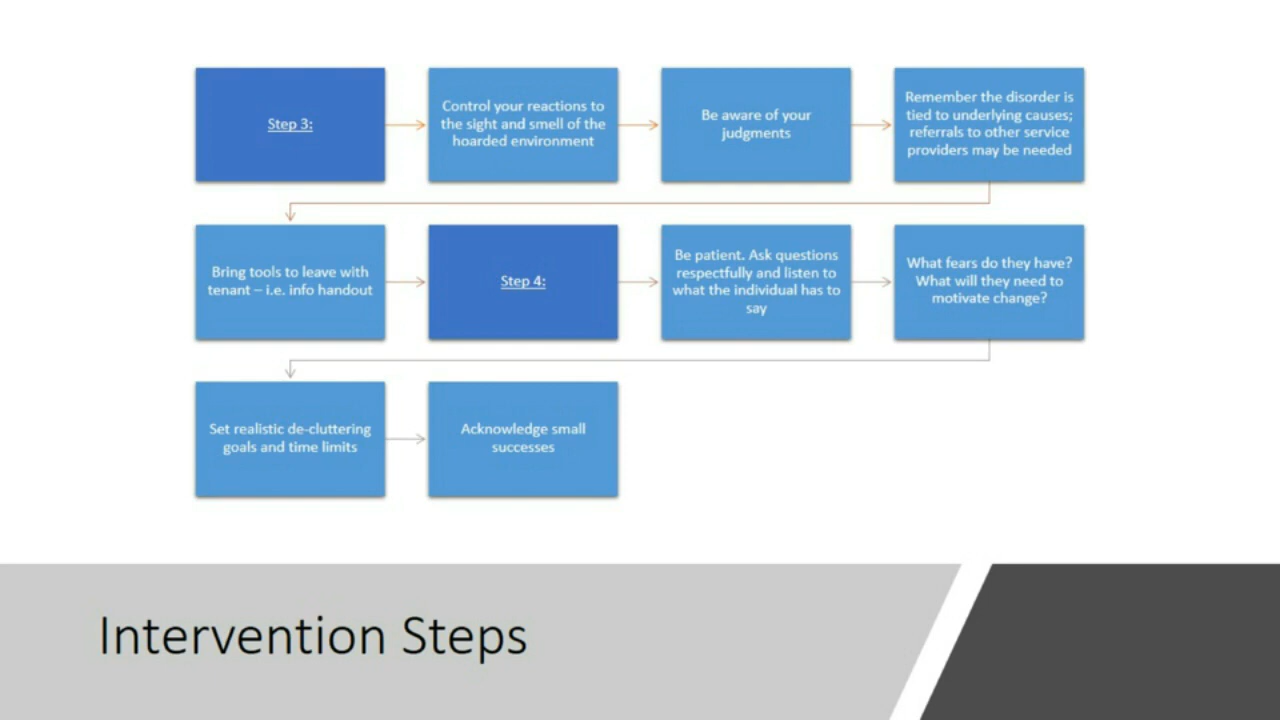 Step 3:
Control your reactions to
the sight and smell of the
hoarded environment
Be aware of your
judgments
Remember the disorder is
tied to underlying causes;
referrals to other service
providers may be needed
Bring tools to leave with
tenant – i.e. info handout
Step 4:
Be patient. Ask questions
respectfully and listen to
what the individual has to
say
What fears do they have?
What will they need to
motivate change?
Set realistic de-cluttering
goals and time limits
Acknowledge small
successes
Intervention Steps